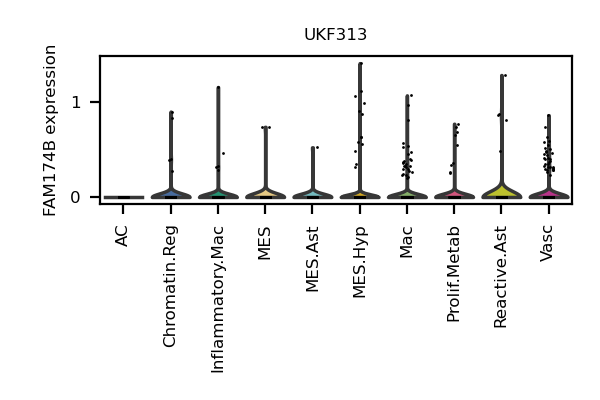 UKF313
FAM174B expression
1
0
AC
Chromatin.Reg
Inflammatory.Mac
MES
MES.Ast
MES.Hyp
Mac
Prolif.Metab
Reactive.Ast
Vasc